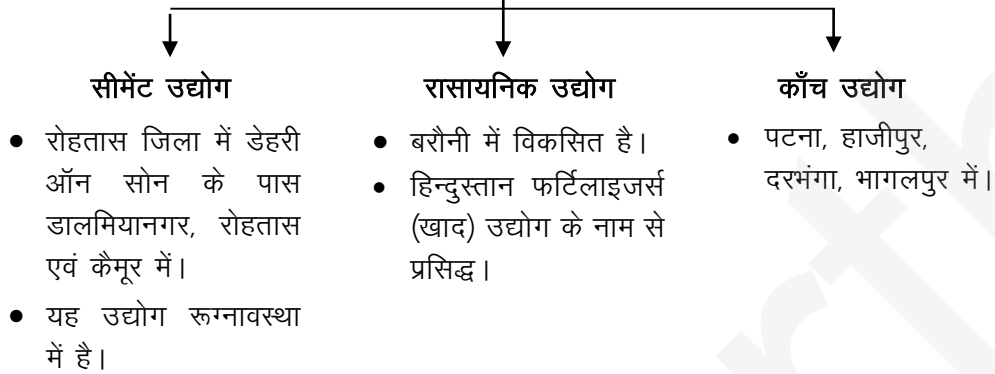 सीमेंट उद्योग
● रोहतास जिला में डेहरी
ऑन सोन के पास
डालमियानगर, रोहतास
एवं कैमूर में।
● यह उद्योग रूग्नावस्था
में है।
रासायनिक उद्योग
● बरौनी में विकसित है।
● हिन्दुस्तान फर्टिलाइजर्स
(खाद) उद्योग के नाम से
प्रसिद्ध।
काँच उद्योग
● पटना, हाजीपुर,
दरभंगा, भागलपुर में।